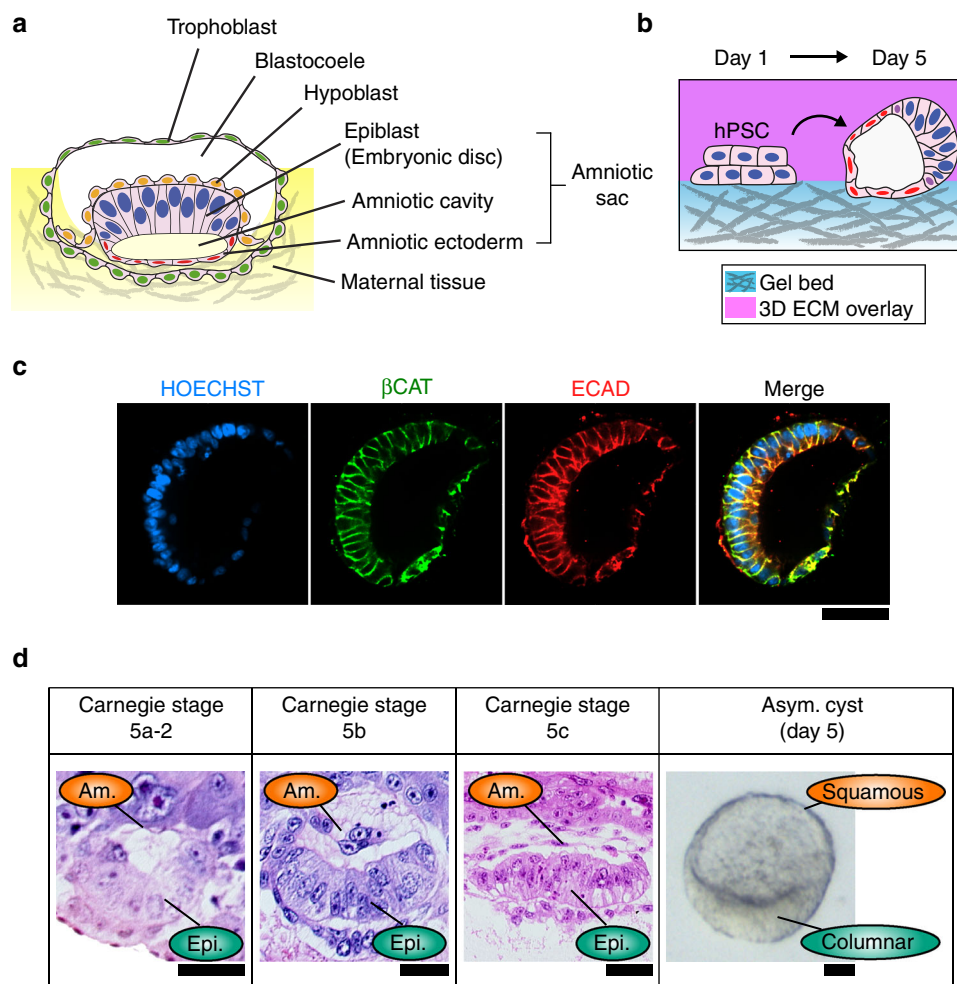 a
Trophoblast
Blastocoele
Hypoblast
Epiblast
(Embryonic disc)
Amniotic cavity
Amniotic ectoderm
Maternal tissue
Amniotic
sac
b
Day 1
Day 5
hPSC
Gel bed
3D ECM overlay
c
HOECHST
βCAT
ECAD
Merge
d
Carnegie stage
5a-2
Carnegie stage
5b
Carnegie stage
5c
Asym. cyst
(day 5)
Am.
Epi.
Am.
Epi.
Am.
Epi.
Squamous
Columnar